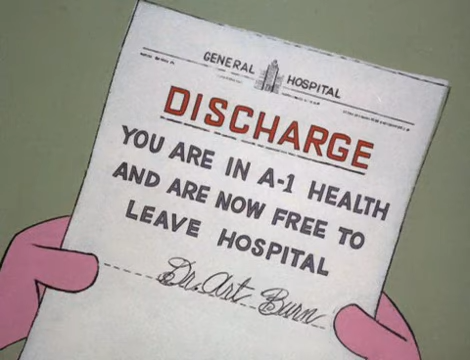 GENERAL HOSPITAL
DISCHARGE
YOU ARE IN A-1 HEALTH
AND ARE NOW FREE TO
LEAVE HOSPITAL
Dr. Art Burn